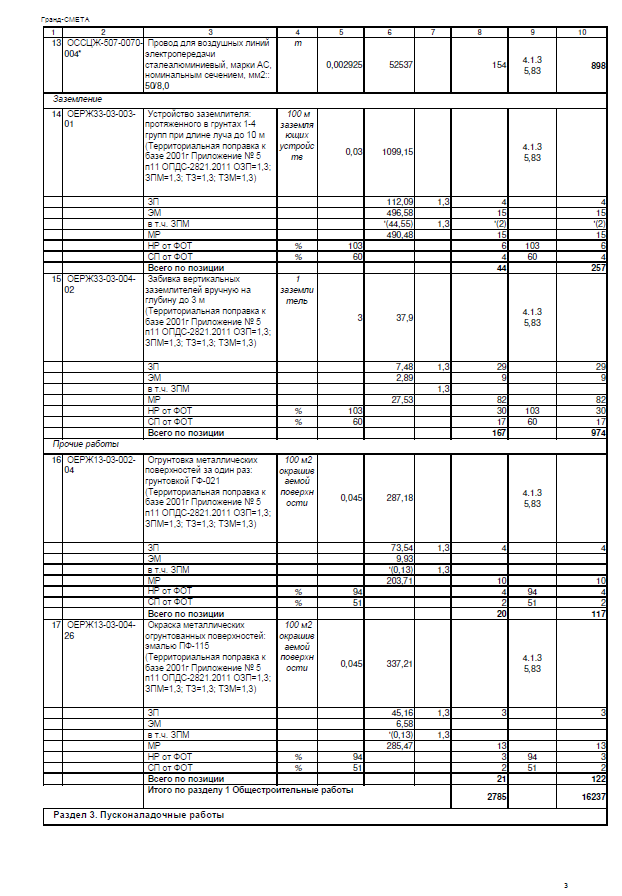 Гранд-СМЕТА
1 2 3 4 5 6 7 8 9 10
13 ОССЦЖ-507-0070- Провод для воздушных линий т
004* электропередачи
сталеалюминиевый, марки АС, 0,002925 52537 154 4.1.3 898
номинальным сечением, мм2:: 5,83
50/8,0
Заземление
14 ОЕРЖ33-03-003- Устройство заземлителя: 100 м
01 протяженного в грунтах 1-4 заземля
групп при длине луча до 10 м ющих
(Территориальная поправка к устройс 0,03 1099,15 4.1.3
базе 2001г Приложение № 5 тв 5,83
п11 ОПДС-2821.2011 ОЗП=1,3;
ЗПМ=1,3; ТЗ=1,3; ТЗМ=1,3)
ЗП 112,09 1,3 4 4
ЭМ 496,58 15 15
в т.ч. ЗПМ '(44,55) 1,3 '(2) '(2)
МР 490,48 15 15
НР от ФОТ % 103 6 103 6
СП от ФОТ % 60 4 60 4
Всего по позиции 44 257
15 ОЕРЖ33-03-004- Забивка вертикальных 1
02 заземлителей вручную на заземли
глубину до 3 м тель
(Территориальная поправка к 3 37,9 4.1.3
базе 2001г Приложение № 5 5,83
п11 ОПДС-2821.2011 ОЗП=1,3;
ЗПМ=1,3; ТЗ=1,3; ТЗМ=1,3)
ЗП 7,48 1,3 29 29
ЭМ 2,89 9 9
в т.ч. ЗПМ 1,3
МР 27,53 82 82
НР от ФОТ % 103 30 103 30
СП от ФОТ % 60 17 60 17
Всего по позиции 167 974
Прочие работы
16 ОЕРЖ13-03-002- Огрунтовка металлических 100 м2
04 поверхностей за один раз: окрашив
грунтовкой ГФ-021 аемой
(Территориальная поправка к поверхн 0,045 287,18 4.1.3
базе 2001г Приложение № 5 ости 5,83
п11 ОПДС-2821.2011 ОЗП=1,3;
ЗПМ=1,3; ТЗ=1,3; ТЗМ=1,3)
ЗП 73,54 1,3 4 4
ЭМ 9,93
в т.ч. ЗПМ '(0,13) 1,3
МР 203,71 10 10
НР от ФОТ % 94 4 94 4
СП от ФОТ % 51 2 51 2
Всего по позиции 20 117
17 ОЕРЖ13-03-004- Окраска металлических 100 м2
26 огрунтованных поверхностей: окрашив
эмалью ПФ-115 аемой
(Территориальная поправка к поверхн 0,045 337,21 4.1.3
базе 2001г Приложение № 5 ости 5,83
п11 ОПДС-2821.2011 ОЗП=1,3;
ЗПМ=1,3; ТЗ=1,3; ТЗМ=1,3)
ЗП 45,16 1,3 3 3
ЭМ 6,58
в т.ч. ЗПМ '(0,13) 1,3
МР 285,47 13 13
НР от ФОТ % 94 3 94 3
СП от ФОТ % 51 2 51 2
Всего по позиции 21 122
Итого по разделу 1 Общестроительные работы 2785 16237
Раздел 3. Пусконаладочные работы
3